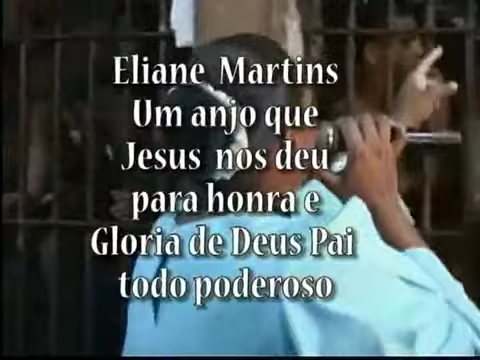 Eliane Martins
Um anjo que
Jesus nos deu
para honra e
Gloria de Deus Pai
todo poderoso